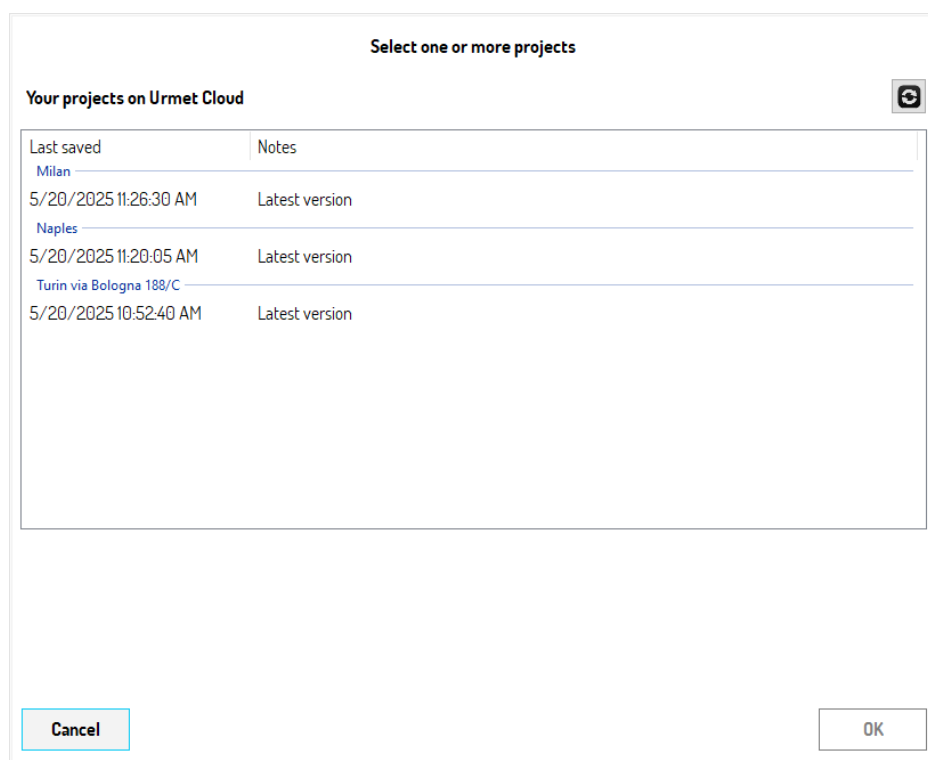 Select one or more projects
Your projects on Urmet Cloud
Last saved Notes
Milan
5/20/2025 11:26:30 AM Latest version
Naples
5/20/2025 11:20:05 AM Latest version
Turin via Bologna 188/C
5/20/2025 10:52:40 AM Latest version
Cancel OK